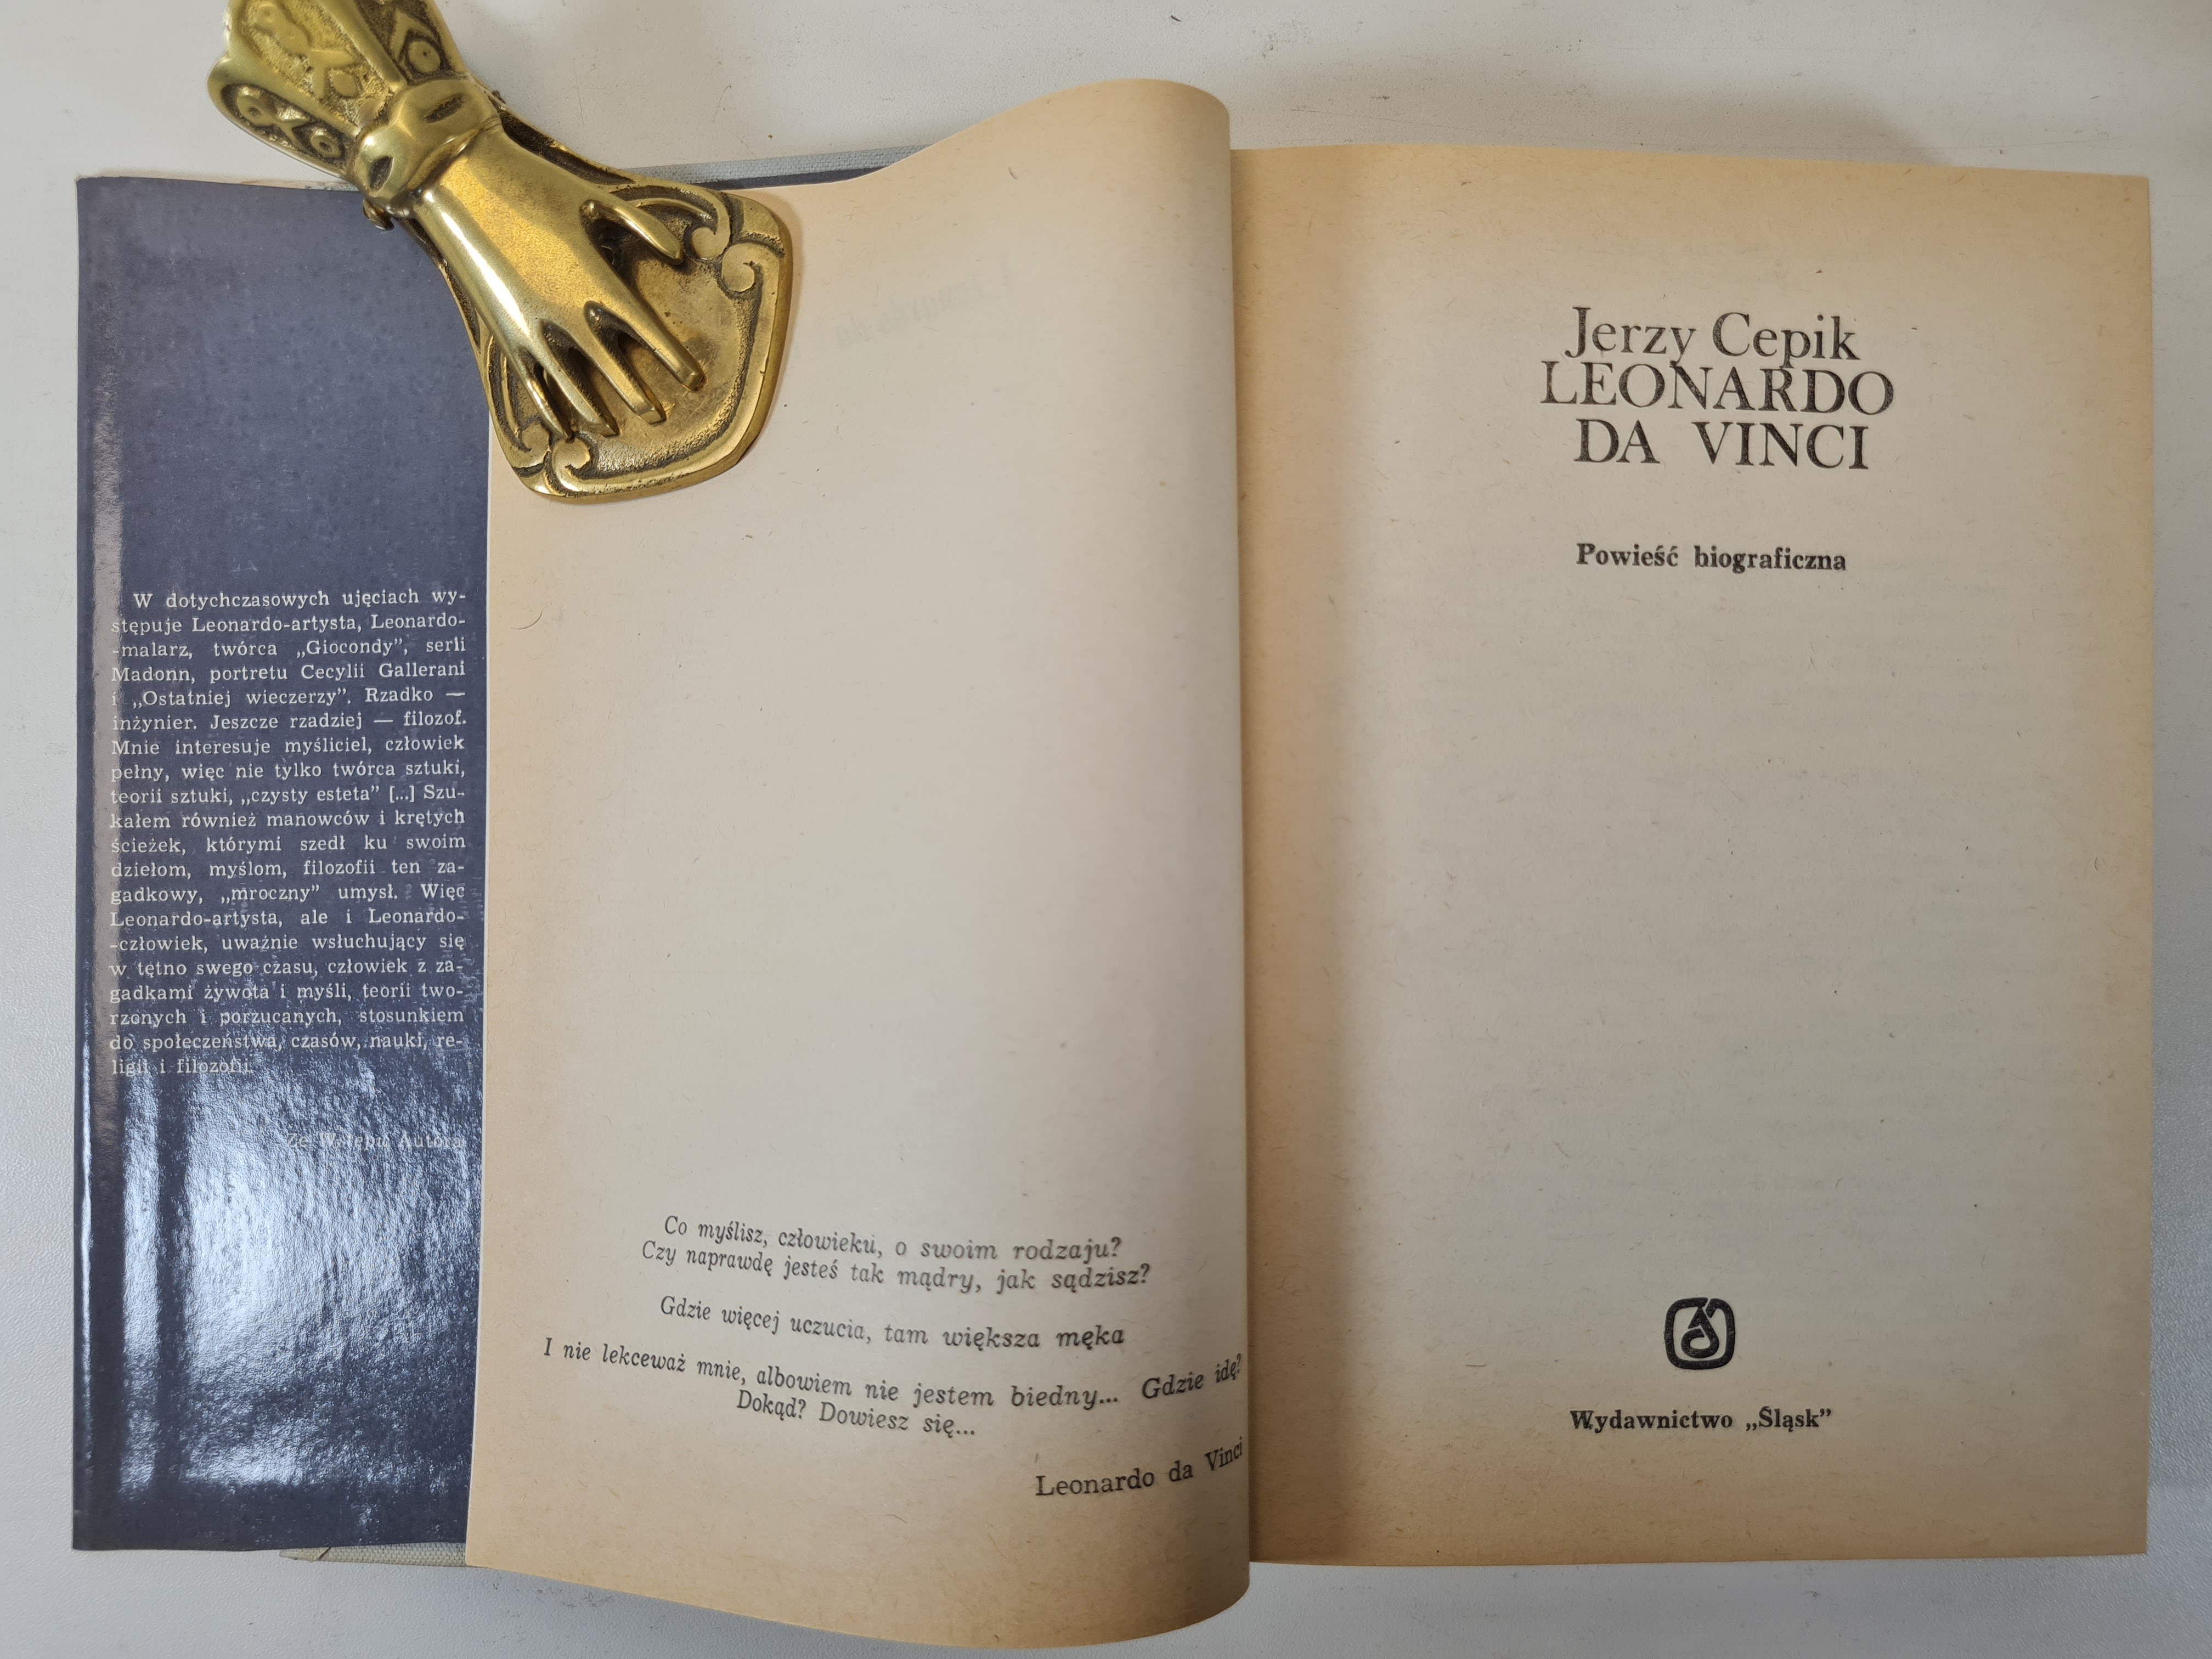 W dotychczasowych ujęciach wy-
stępuje Leonardo-artysta, Leonardo-
-malarz, twórca „Giocondy”, serii
Madonn, portretu Cecylii Gallerani
i „Ostatniej wieczerzy”. Rzadko —
inżynier. Jeszcze rzadziej — filozof.
Mnie interesuje myśliciel, człowiek
pełny, więc nie tylko twórca sztuki,
teorii sztuki, „czysty esteta” [...] Szu-
kałem również manowców i krętych
ścieżek, którymi szedł ku swoim
dziełom, myślom, filozofii ten za-
gadkowy, „mroczny” umysł. Więc
Leonardo-artysta, ale i Leonardo-
-człowiek, uważnie wsłuchujący się
w tętno swego czasu, człowiek z za-
gadkami żywota i myśli, teorii two-
rzonych i porzucanych, stosunkiem
do społeczeństwa, czasów, nauki, re-
ligii i filozofii.
ze Wstępu Autora
Co myślisz, człowieku, o swoim rodzaju?
Czy naprawdę jesteś tak mądry, jak sądzisz?
Gdzie więcej uczucia, tam większa męka
I nie lekceważ mnie, albowiem nie jestem biedny... Gdzie idę?
Dokąd? Dowiesz się...
Leonardo da Vinci
Jerzy Cepik
LEONARDO
DA VINCI
Powieść biograficzna
Wydawnictwo „Śląsk”